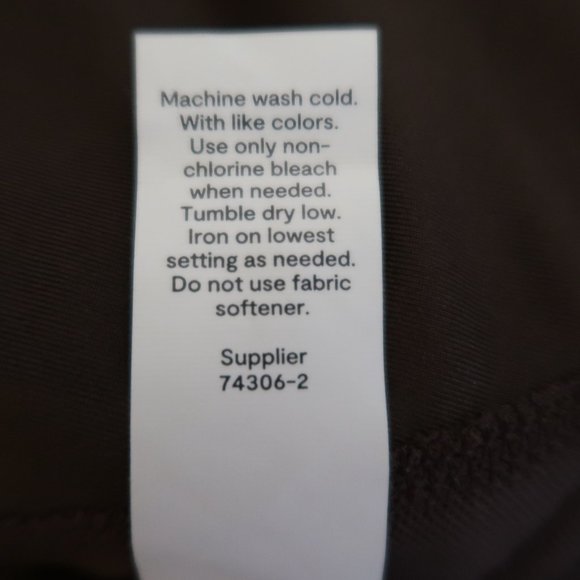 Machine wash cold.
With like colors.
Use only non-
chlorine bleach
when needed.
Tumble dry low.
Iron on lowest
setting as needed.
Do not use fabric
softener.
Supplier
74306-2